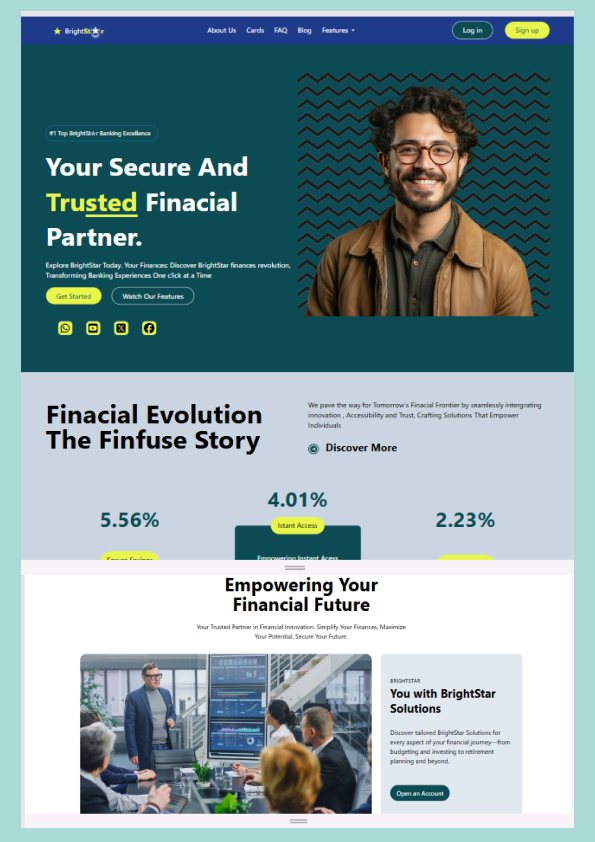 BrightSt r
About Us Cards FAQ Blog Features
Log in
Sign up
#1 Top BrightStar Banking Excellence
Your Secure And
Trusted Finacial
Partner.
Explore BrightStar Today. Your Finances: Discover BrightStar finances revolution,
Transforming Banking Experiences One click at a Time
Get Started
Watch Our Features
Finacial Evolution
The Finfuse Story
We pave the way for Tomorrow's Finacial Frontier by seamlessly intergrating
innovation , Accessibility and Trust, Crafting Solutions That Empower
Individuals
Discover More
5.56%
4.01%
2.23%
Istant Access
Secure Savings
Empowering Instant Acess
Empowering Your
Financial Future
Your Trusted Partner in Financial Innovation. Simplify Your Finances, Maximize
Your Potential, Secure Your Future.
BRIGHTSTAR
You with BrightStar
Solutions
Discover tailored BrightStar Solutions for
every aspect of your financial journey—from
budgeting and investing to retirement
planning and beyond.
Open an Account